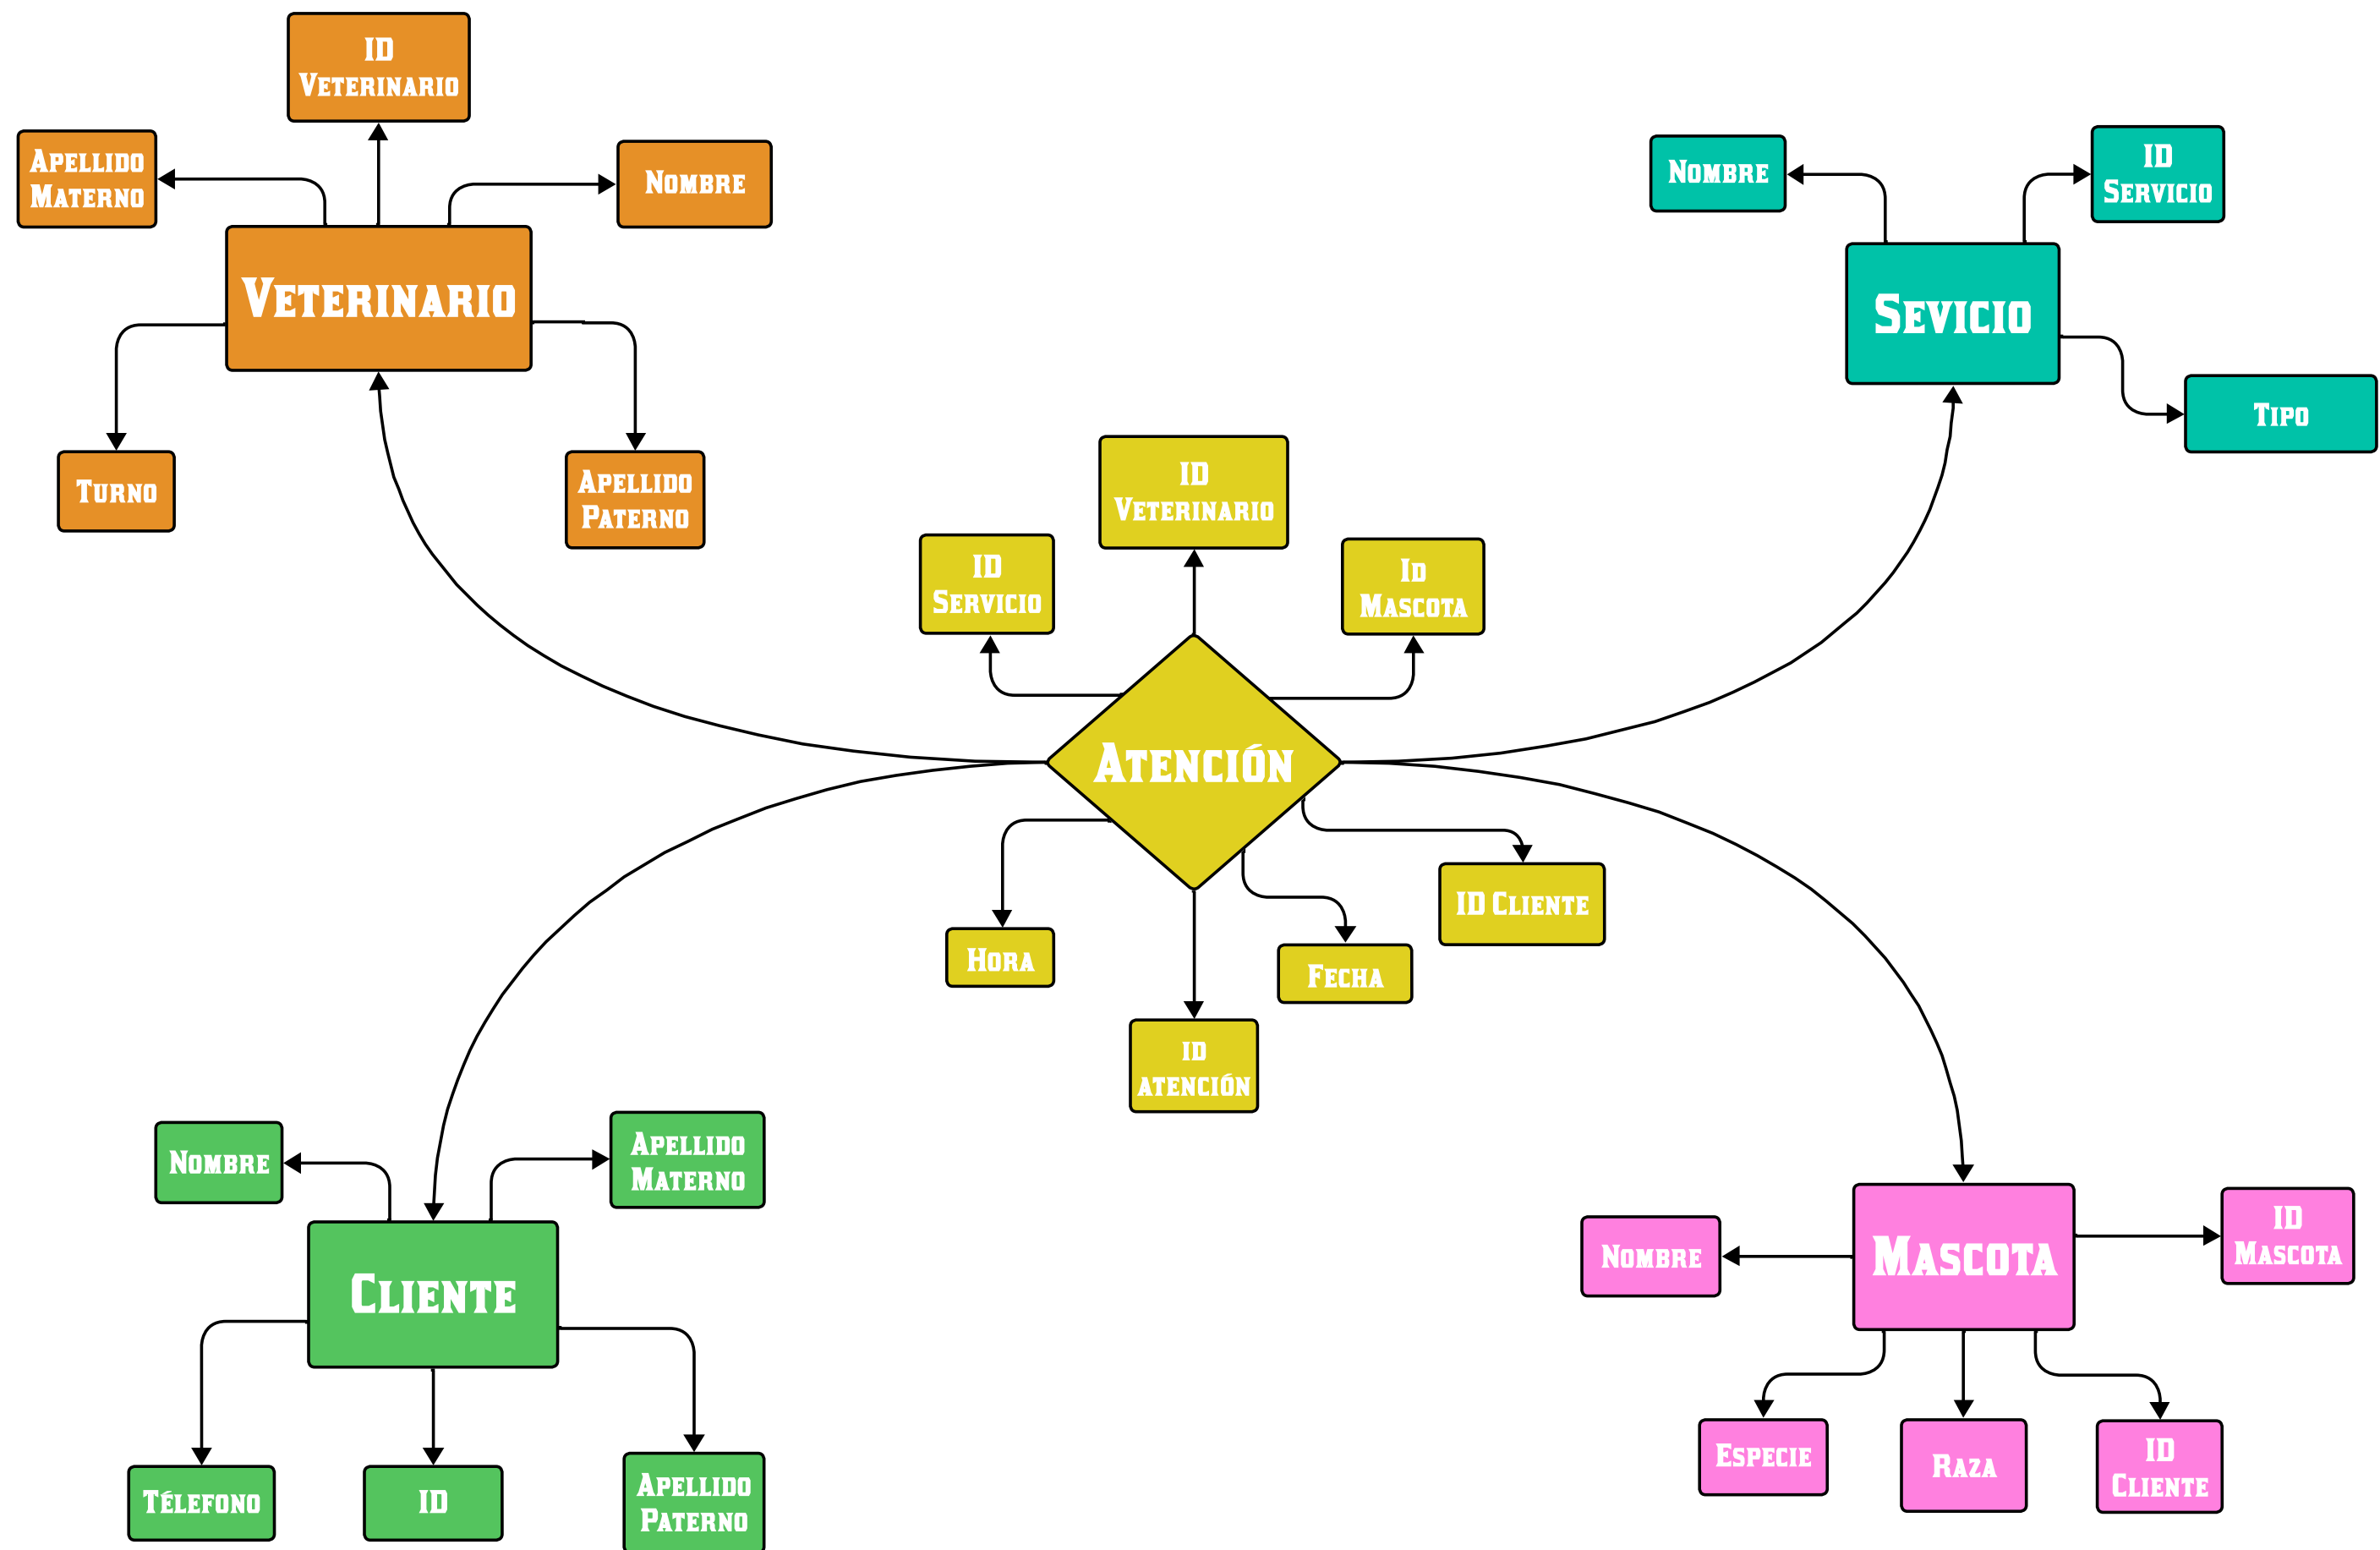 ID
Veterinario
Apellido
Materno
Nombre
Veterinario
Turno
Apellido
Paterno
Nombre
ID
Servicio
Sevicio
Tipo
ID
Veterinario
ID
Servicio
Id
Mascota
Atención
Hora
ID Cliente
Fecha
id
atención
Nombre
Apellido
Materno
Cliente
Télefono
ID
Apellido
Paterno
Nombre
Mascota
ID
Mascota
Especie
Raza
ID
Cliente